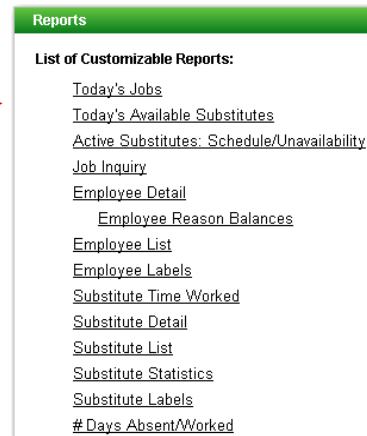 Reports
List of Customizable Reports:
Today's Jobs
Today's Available Substitutes
Active Substitutes: Schedule/Unavailability
Job Inquiry
Employee Detail
Employee Reason Balances
Employee List
Employee Labels
Substitute Time Worked
Substitute Detail
Substitute List
Substitute Statistics
Substitute Labels
# Days Absent/Worked